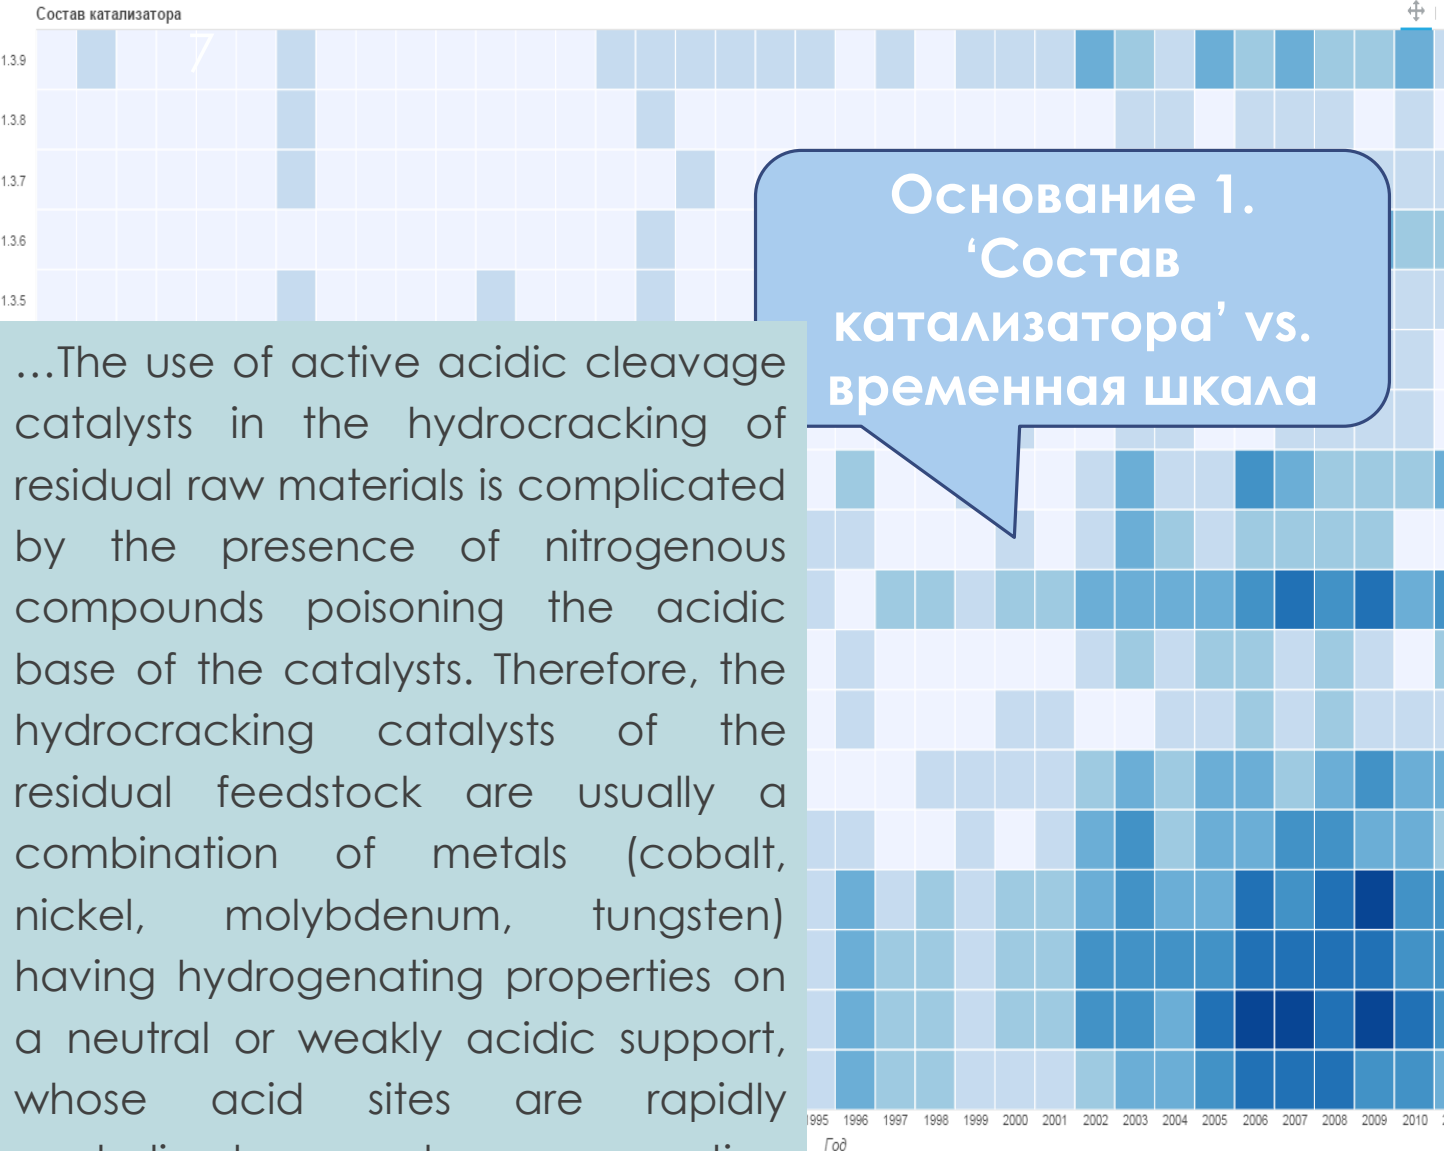 Состав катализатора
7
1.3.9
1.3.8
1.3.7
1.3.6
1.3.5
Основание 1.
‘Состав
катализатора’ vs.
временная шкала
…The use of active acidic cleavage
catalysts in the hydrocracking of
residual raw materials is complicated
by the presence of nitrogenous
compounds poisoning the acidic
base of the catalysts. Therefore, the
hydrocracking catalysts of the
residual feedstock are usually a
combination of metals (cobalt,
nickel, molybdenum, tungsten)
having hydrogenating properties on
a neutral or weakly acidic support,
whose acid sites are rapidly
1995 1996 1997 1998 1999 2000 2001 2002 2003 2004 2005 2006 2007 2008 2009 2010
Год